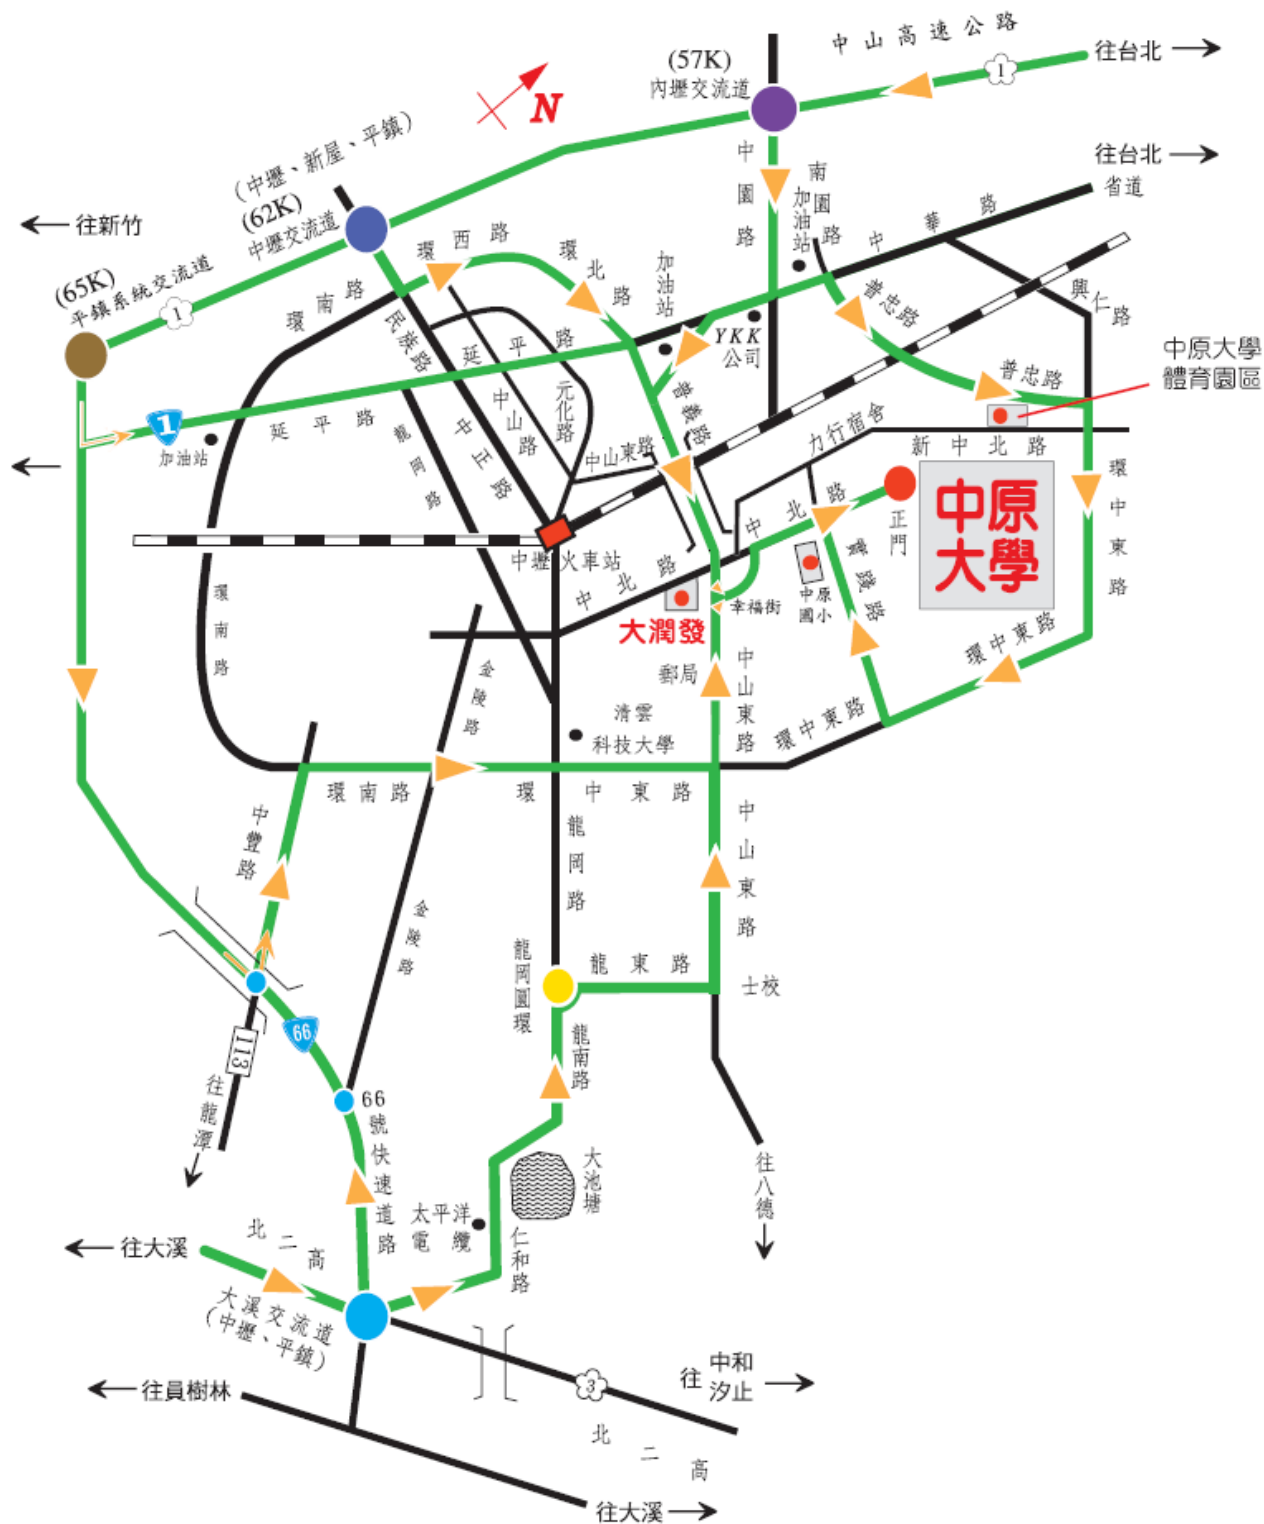 中山高速公路
往台北
1
(57K)
內壢交流道
N
往台北
省道
(中壢、新屋、平鎮)
(62K)
中壢交流道
往新竹
(65K)
平鎮系統交流道
1
中園路
南園路
加油站
中華路
環西路
環北路
加油站
環南路
民族路
延平路
YKK
公司
普忠路
興仁路
中原大學
體育園區
普忠路
普義路
元化路
中山路
中正路
中山東路
力行宿舍
新中北路
1
延平路
龍岡路
加油站
中北路
正門
中原
大學
環中東路
中壢火車站
中北路
實踐路
中原
國小
幸福街
大潤發
環南路
郵局
中山東路
環中東路
環中東路
金陵路
清雲
科技大學
環南路
環中東路
中豐路
龍岡路
中山東路
金陵路
龍岡圓環
龍東路
士校
66
113
龍南路
往龍潭
66
號快速道路
大池塘
往八德
太平洋
電纜
仁和路
往大溪
北二高
大溪交流道
(中壢、平鎮)
往員樹林
3
往
中和
汐止
北二高
往大溪